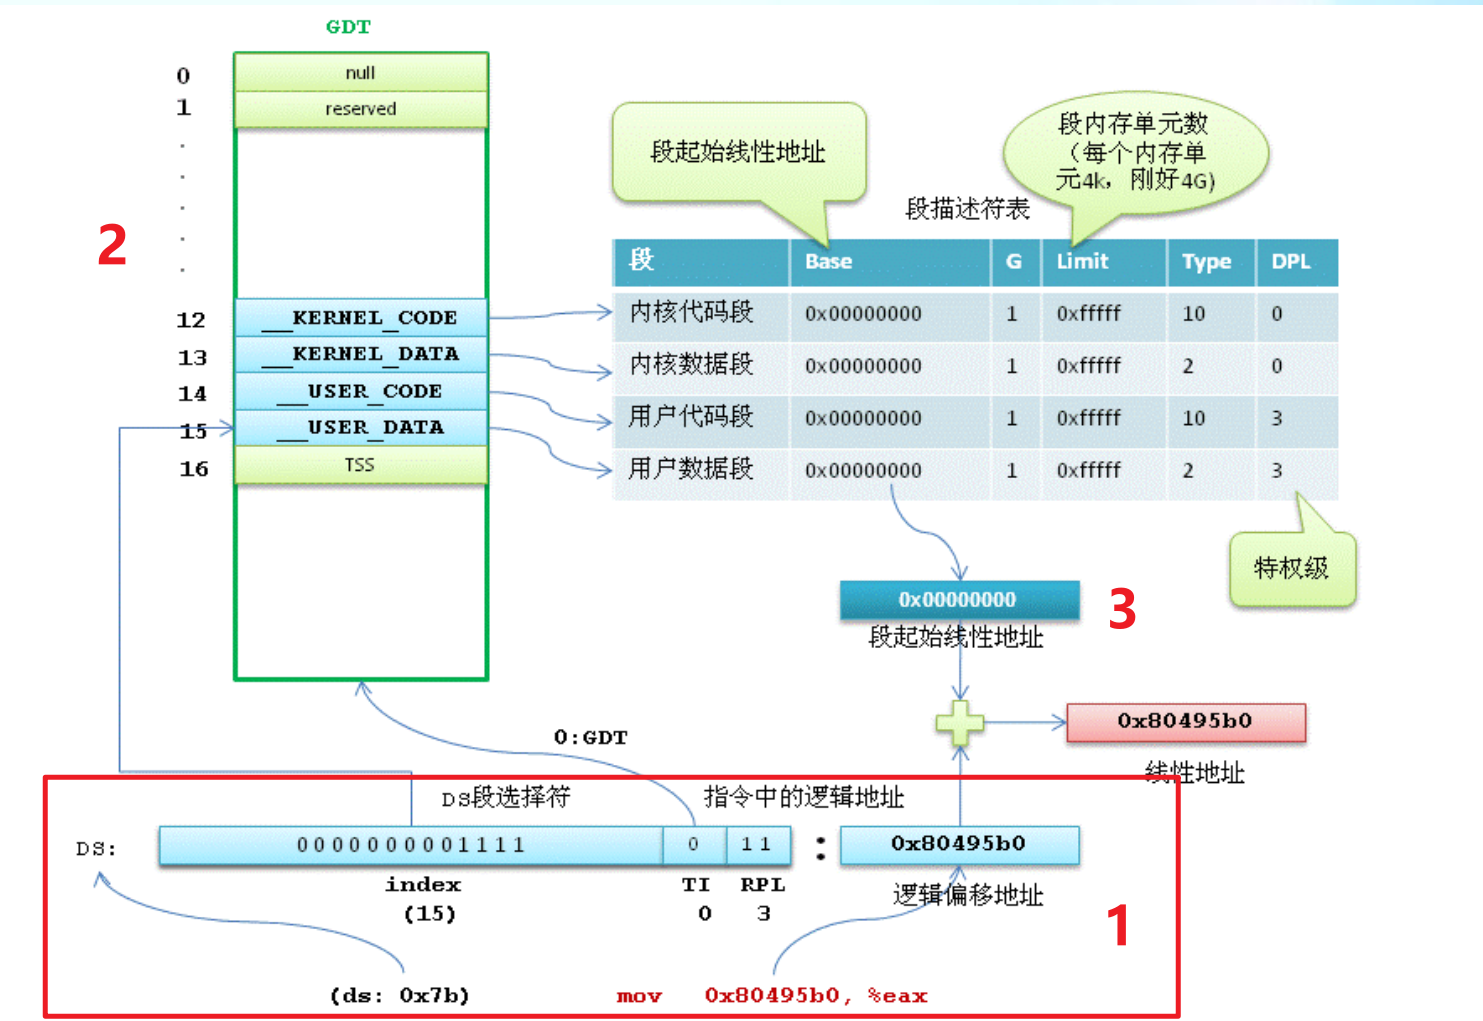 GDT
0 null
1 reserved
2
12 __KERNEL_CODE
13 __KERNEL_DATA
14 __USER_CODE
15 __USER_DATA
16 TSS
段起始线性地址
段内存单元数
（每个内存单
元4k，刚好4G)
段描述符表
段 Base G Limit Type DPL
内核代码段 0x00000000 1 0xfffff 10 0
内核数据段 0x00000000 1 0xfffff 2 0
用户代码段 0x00000000 1 0xfffff 10 3
用户数据段 0x00000000 1 0xfffff 2 3
特权级
0x00000000
3
段起始线性地址
0x80495b0
线性地址
0:GDT
DS段选择符
指令中的逻辑地址
DS: 0000000001111 0 11 : 0x80495b0
index TI RPL
(15) 0 3
逻辑偏移地址
1
(ds: 0x7b)
mov 0x80495b0, %eax